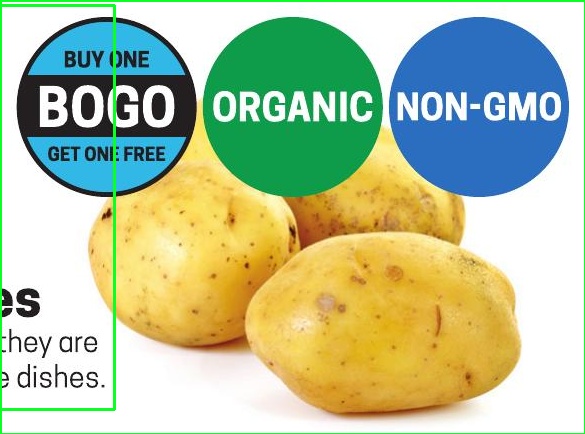 BUY ONE
BOGO
GET ONE FREE
ORGANIC
NON-GMO
es
they are
e dishes.